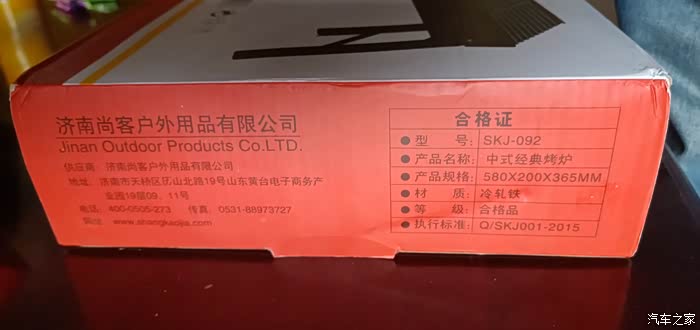 济南尚客户外用品有限公司
Jinan Outdoor Products Co.LTD.
供应商: 济南尚客户外用品有限公司
地址: 济南市天桥区历山北路19号山东黄台电子商务产
业园19层09、11号
电话: 400-0505-273 传真: 0531-88973727
网址: www.shangkaojia.com
合格证
●型 号: SKJ-092
●产品名称: 中式经典烤炉
●产品规格: 580X200X365MM
●材 质: 冷轧铁
●等 级: 合格品
●执行标准: Q/SKJ001-2015
汽车之家